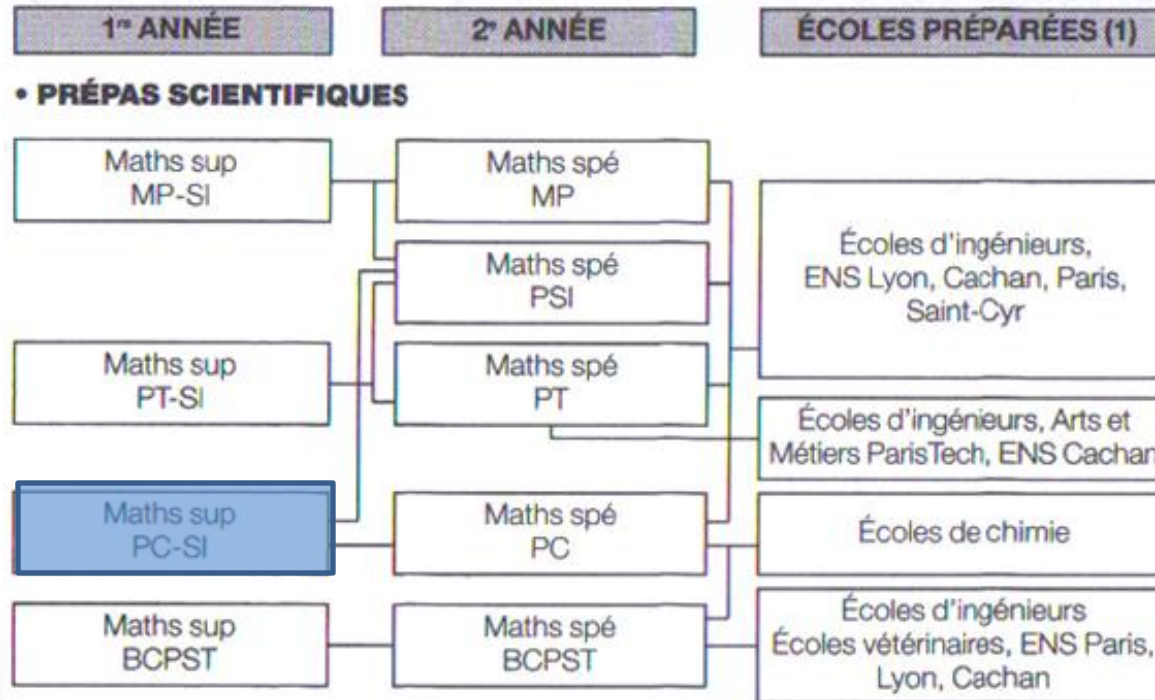 1re ANNÉE
2e ANNÉE
ÉCOLES PRÉPARÉES (1)
• PRÉPAS SCIENTIFIQUES
Maths sup
MP-SI
Maths spé
MP
Maths spé
PSI
Écoles d'ingénieurs,
ENS Lyon, Cachan, Paris,
Saint-Cyr
Maths sup
PT-SI
Maths spé
PT
Écoles d'ingénieurs, Arts et
Métiers ParisTech, ENS Cachan
Maths sup
PC-SI
Maths spé
PC
Écoles de chimie
Maths sup
BCPST
Maths spé
BCPST
Écoles d'ingénieurs
Écoles vétérinaires, ENS Paris,
Lyon, Cachan